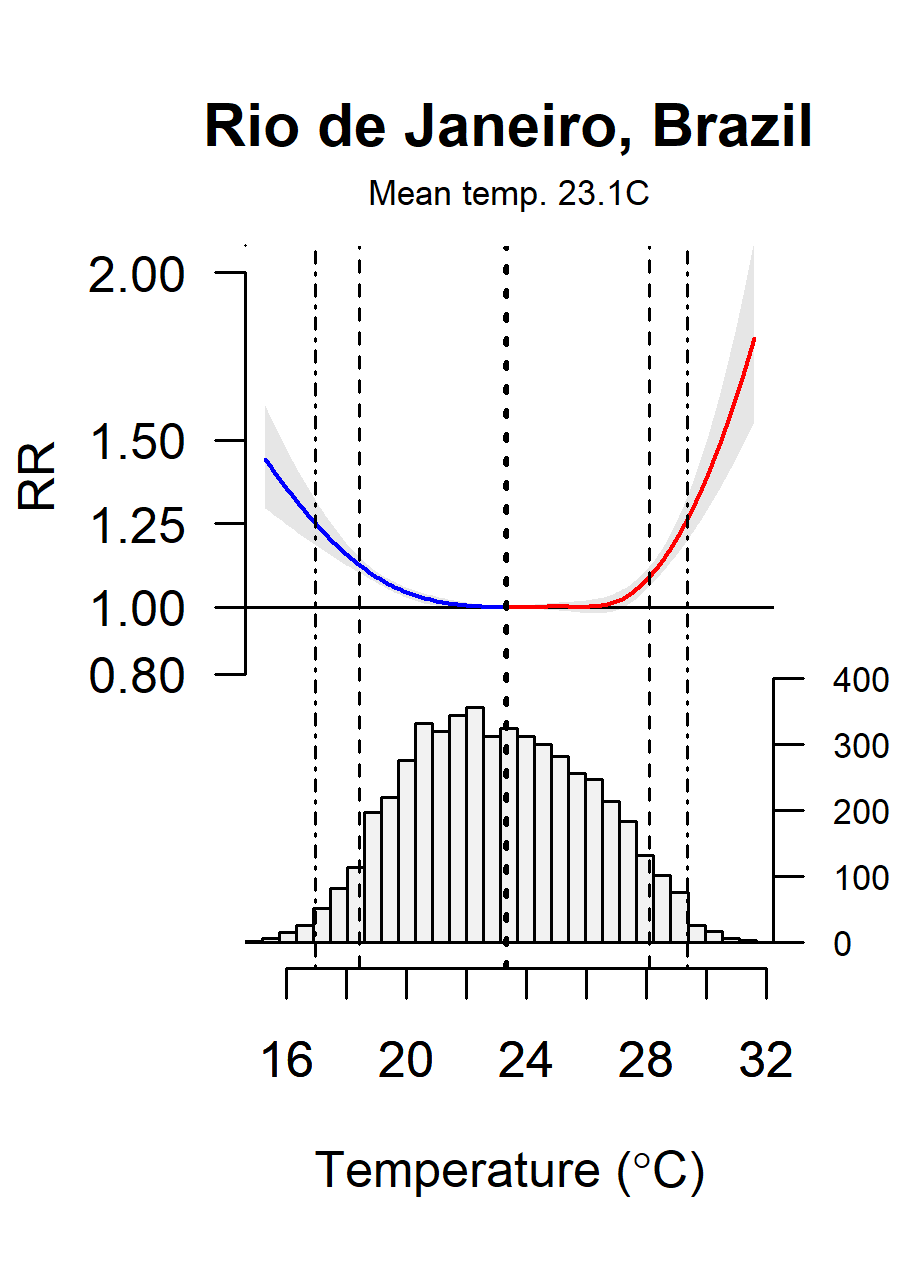 Rio de Janeiro, Brazil
Mean temp. 23.1C
2.00
1.50
1.25
1.00
0.80
RR
400
300
200
100
0
16 20 24 28 32
Temperature (°C)